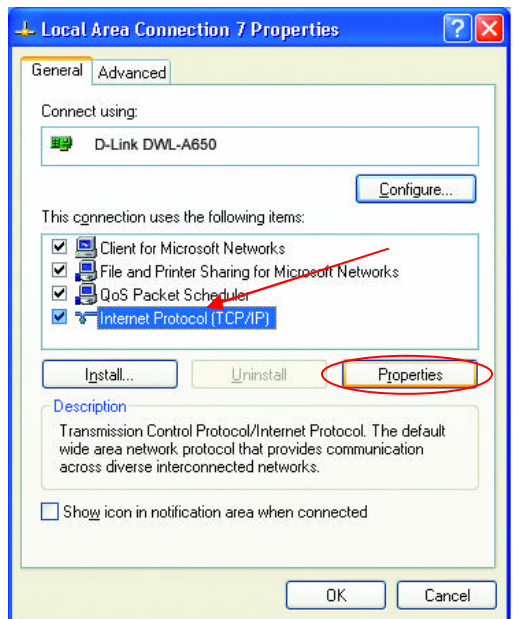 Local Area Connection 7 Properties
General Advanced
Connect using:
D-Link DWL-A650
Configure...
This connection uses the following items:
Client for Microsoft Networks
File and Printer Sharing for Microsoft Networks
QoS Packet Scheduler
Internet Protocol (TCP/IP)
Install... Uninstall Properties
Description
Transmission Control Protocol/Internet Protocol. The default
wide area network protocol that provides communication
across diverse interconnected networks.
Show icon in notification area when connected
OK Cancel